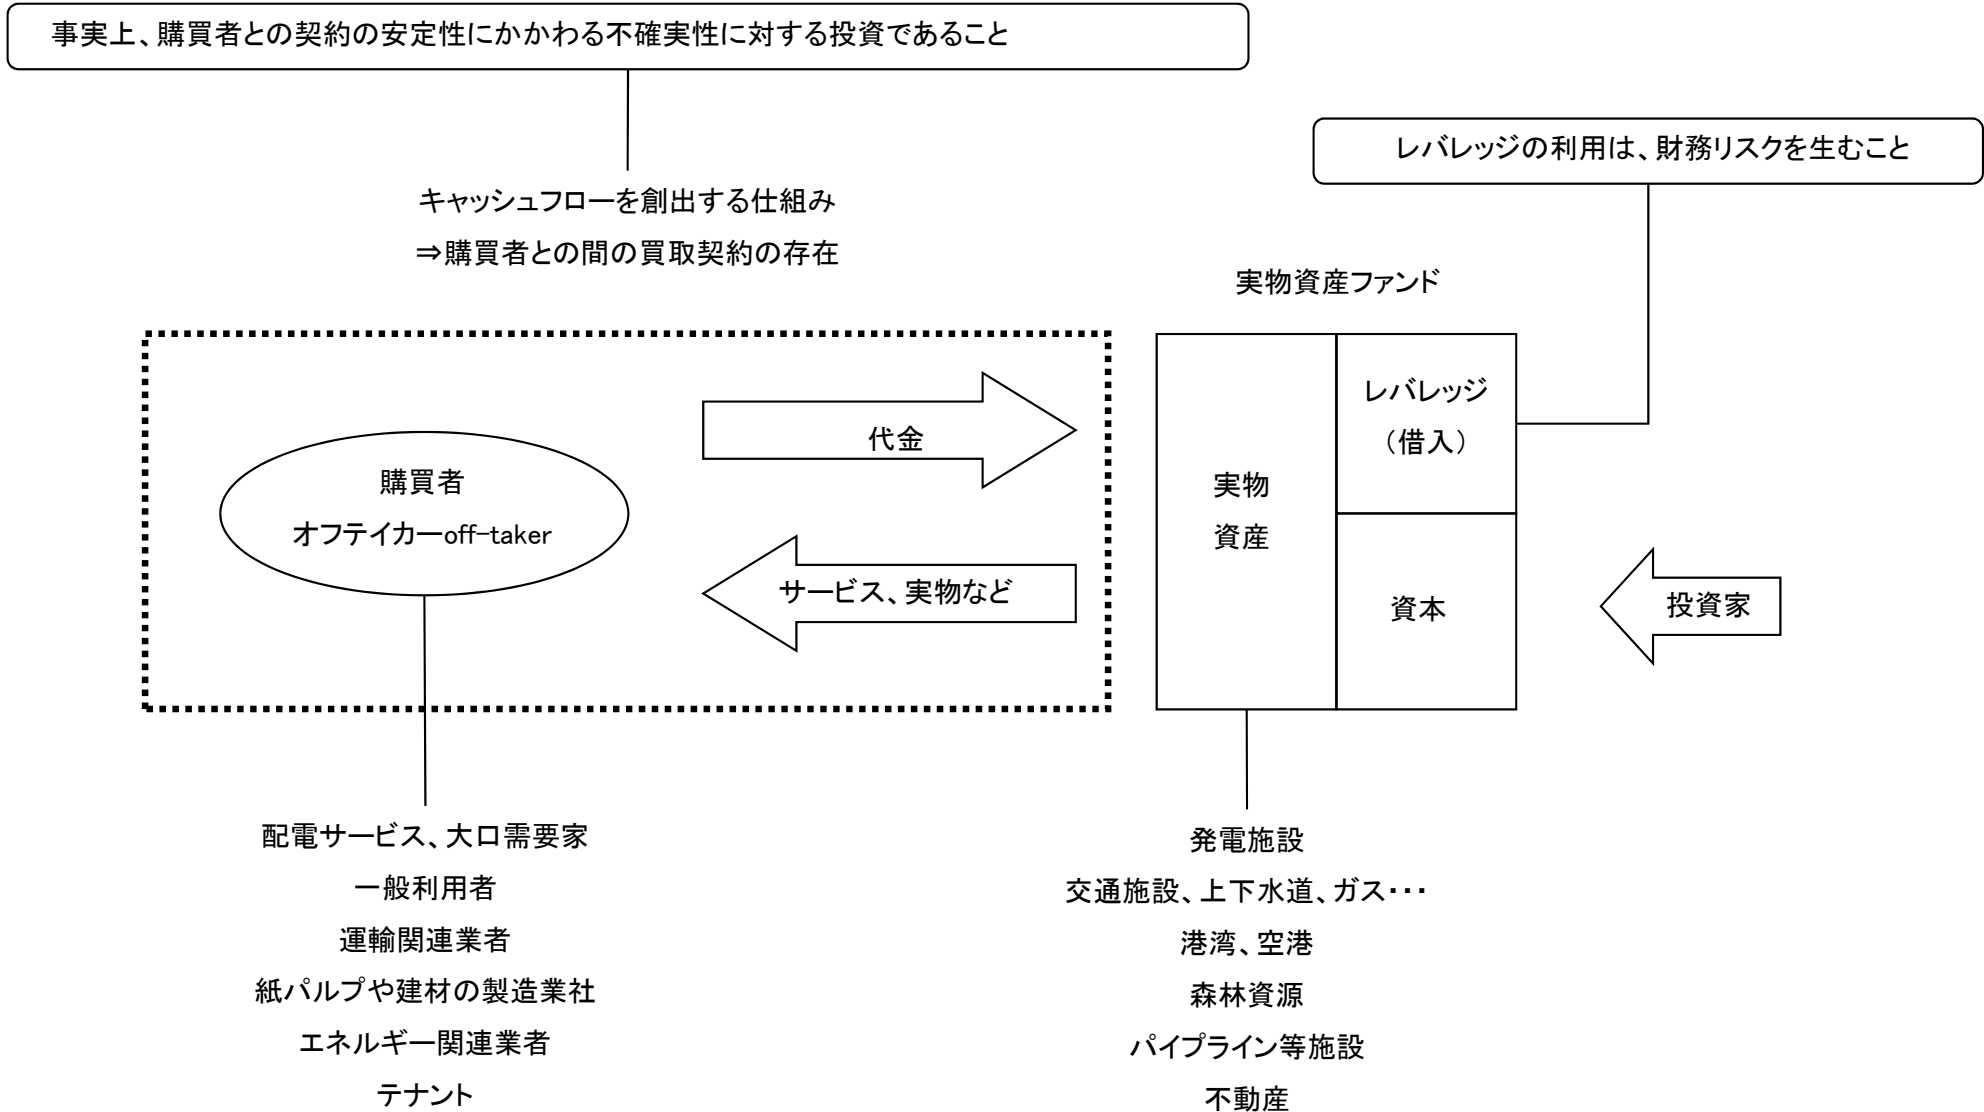 事実上、購買者との契約の安定性にかかわる不確実性に対する投資であること
レバレッジの利用は、財務リスクを生むこと
キャッシュフローを創出する仕組み
⇒購買者との間の買取契約の存在
実物資産ファンド
代金
購買者
オフテイカーoff-taker
サービス、実物など
実物
資産
レバレッジ
(借入)
資本
投資家
配電サービス、大口需要家
一般利用者
運輸関連業者
紙パルプや建材の製造業社
エネルギー関連業者
テナント
発電施設
交通施設、上下水道、ガス・・・
港湾、空港
森林資源
パイプライン等施設
不動産